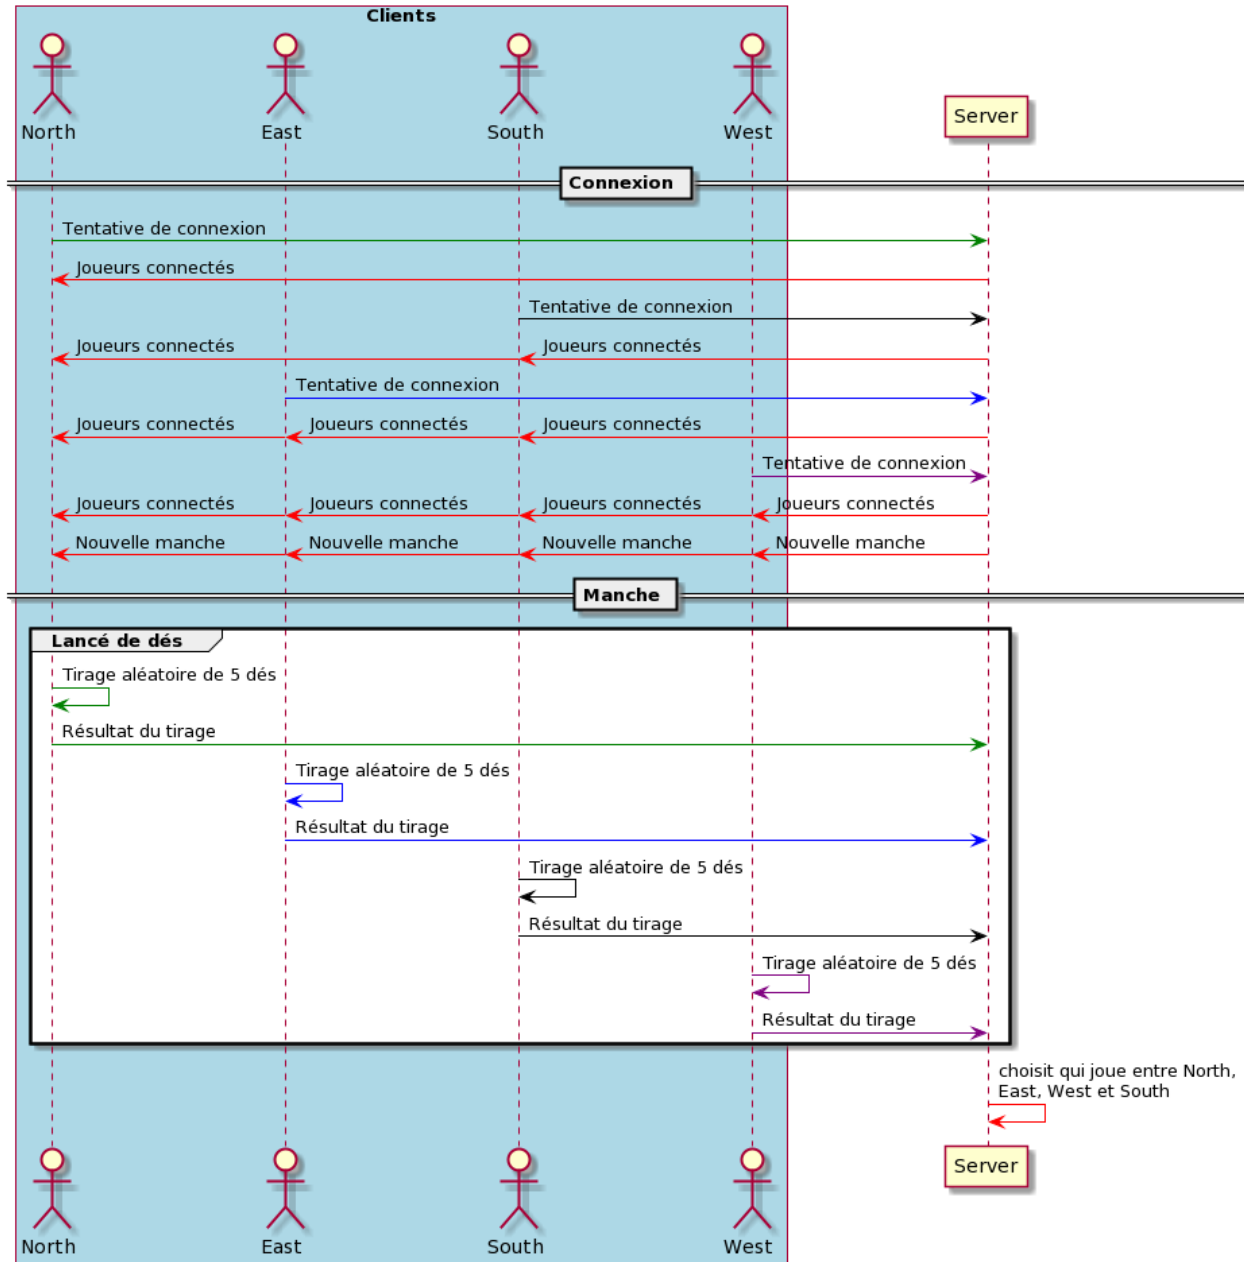 Clients
North East South West Server
Connexion
Tentative de connexion
Joueurs connectés
Tentative de connexion
Joueurs connectés Joueurs connectés
Tentative de connexion
Joueurs connectés Joueurs connectés Joueurs connectés
Tentative de connexion
Joueurs connectés Joueurs connectés Joueurs connectés Joueurs connectés
Nouvelle manche Nouvelle manche Nouvelle manche Nouvelle manche
Manche
Lancé de dés
Tirage aléatoire de 5 dés
Résultat du tirage
Tirage aléatoire de 5 dés
Résultat du tirage
Tirage aléatoire de 5 dés
Résultat du tirage
Tirage aléatoire de 5 dés
Résultat du tirage
choisit qui joue entre North,
East, West et South
North East South West Server